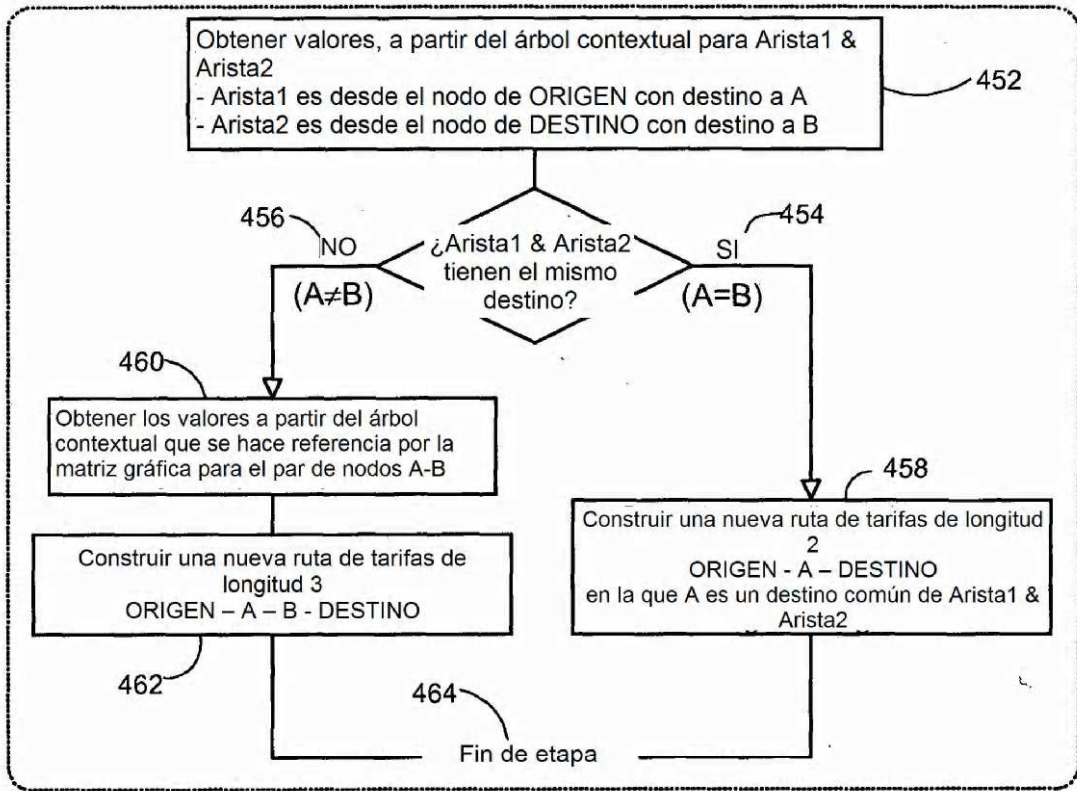 Obtener valores, a partir del árbol contextual para Arista1 &
Arista2
- Arista1 es desde el nodo de ORIGEN con destino a A
- Arista2 es desde el nodo de DESTINO con destino a B
452
456
454
NO
¿Arista1 & Arista2
tienen el mismo
destino?
SI
(A≠B)
(A=B)
460
Obtener los valores a partir del árbol
contextual que se hace referencia por la
matriz gráfica para el par de nodos A-B
458
Construir una nueva ruta de tarifas de
longitud 3
ORIGEN – A – B - DESTINO
Construir una nueva ruta de tarifas de longitud
2
ORIGEN - A – DESTINO
en la que A es un destino común de Arista1 &
Arista2
462
464
Fin de etapa